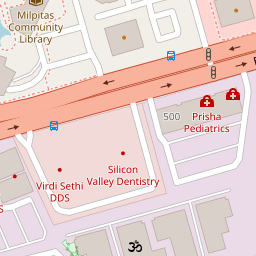 Milpitas
Community
Library
500
Prisha
Pediatrics
Silicon
Valley Dentistry
Virdi Sethi
DDS
S
ॐ